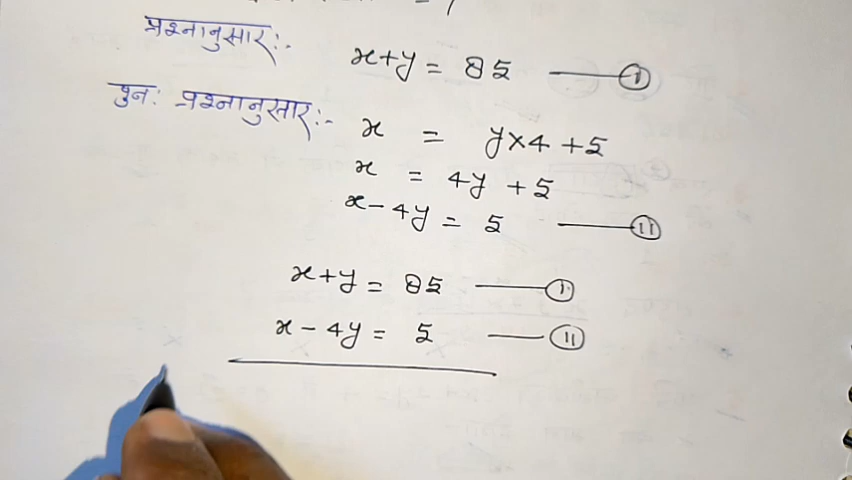 प्रश्नानुसार:-
x+y = 85 —— (I)
पुनः प्रश्नानुसार:-
x = y×4+5
x = 4y+5
x-4y = 5 —— (II)
x+y = 85 —— (I)
x-4y = 5 —— (II)